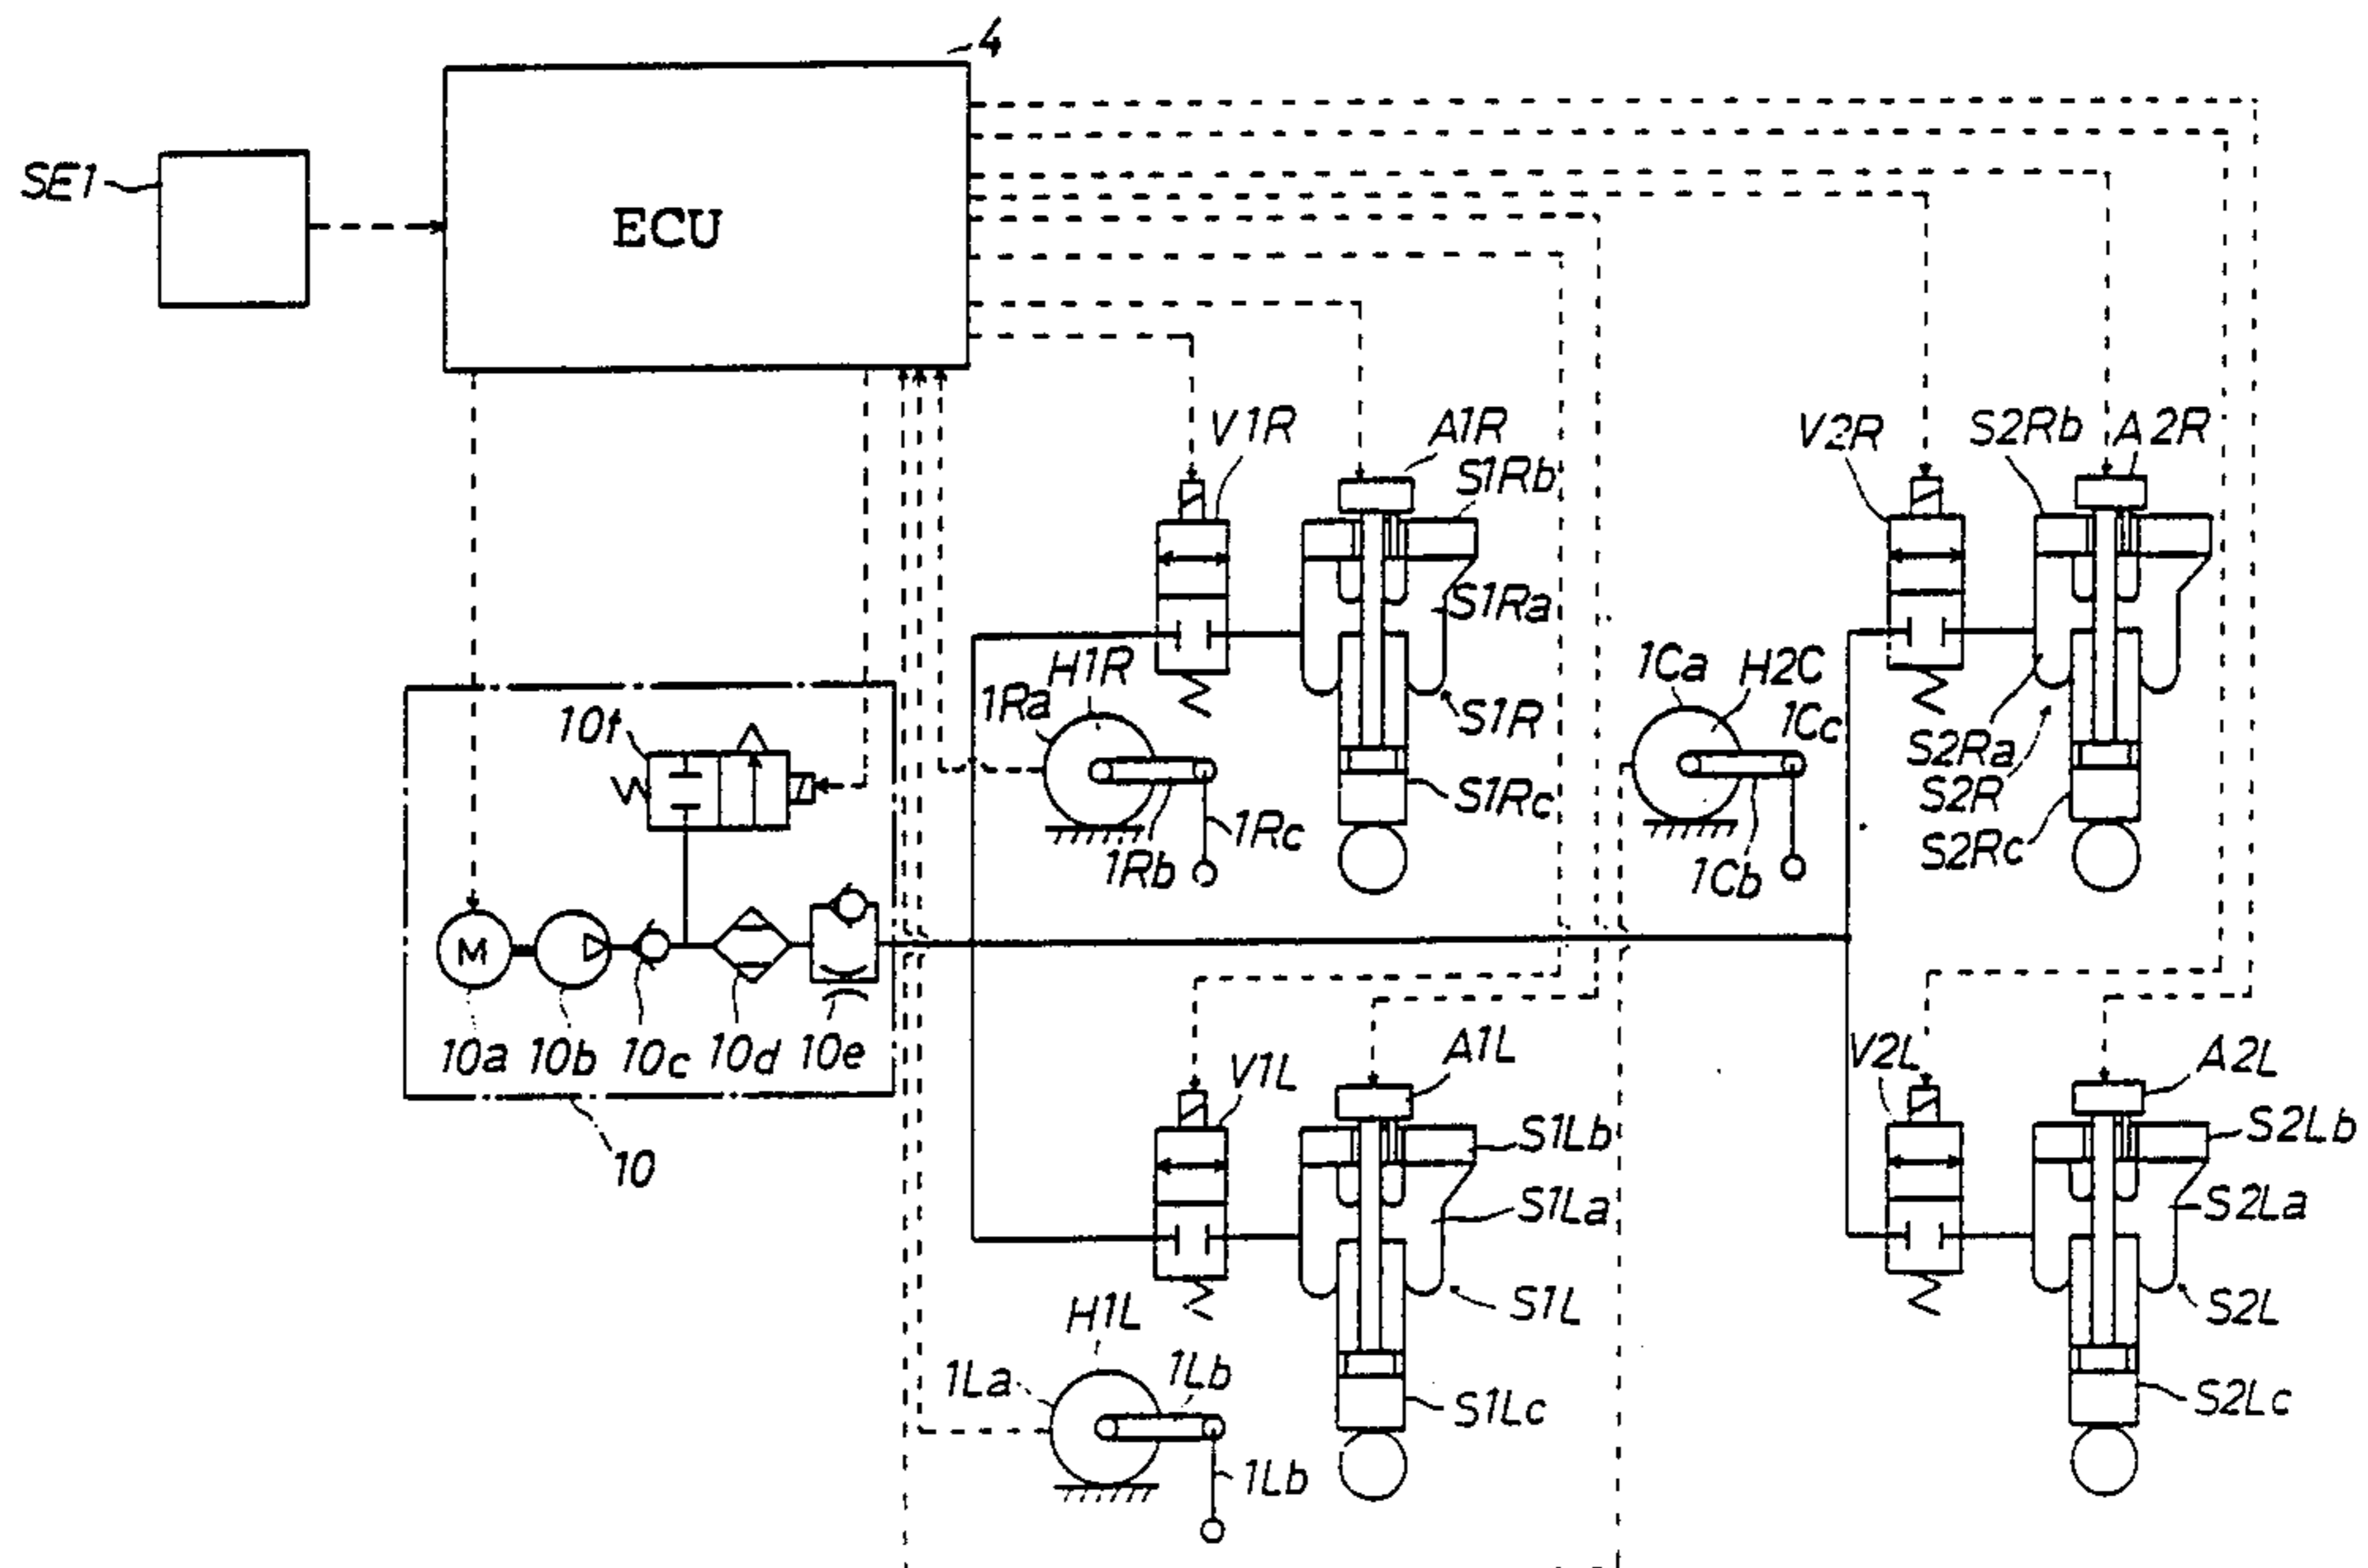 4
SE1
ECU
V1R
A1R
S1Rb
V2R
S2Rb
A2R
S1Ra
H1R
1Ra
1Ca
H2C
1Cc
10f
S1R
S2Ra
S2R
S1Rc
1Rc
1Rb
1Cb
S2Rc
M
10a
10b
10c
10d
10e
V1L
A1L
V2L
A2L
S1Lb
S2Lb
10
S1La
S2La
H1L
S1L
S2L
1La
1Lb
S1Lc
S2Lc
1Lb